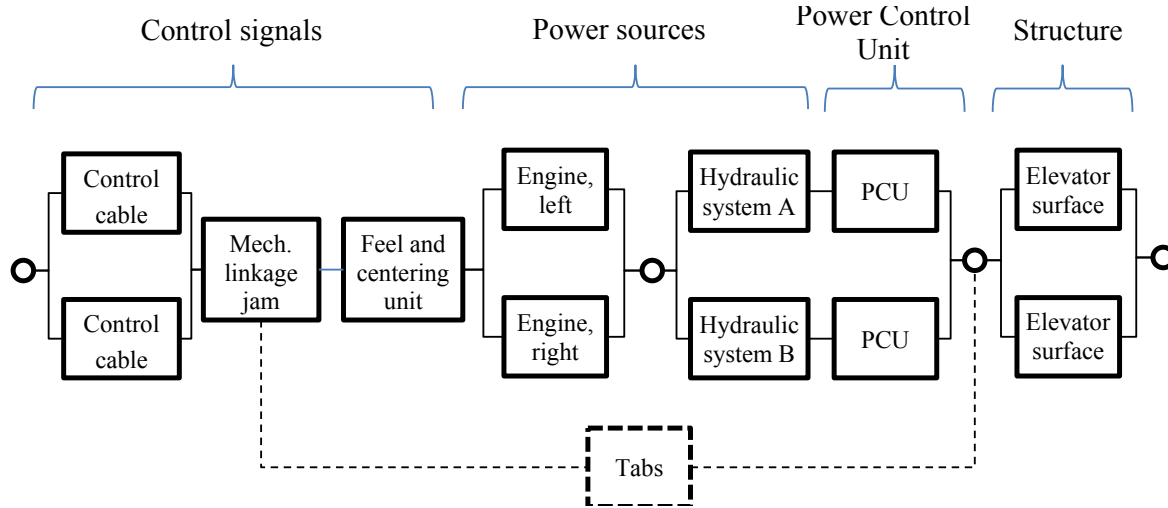 Control signals
Power sources
Power Control
Unit
Structure
Control
cable
Control
cable
Mech.
linkage
jam
Feel and
centering
unit
Engine,
left
Engine,
right
Hydraulic
system A
Hydraulic
system B
PCU
PCU
Elevator
surface
Elevator
surface
Tabs